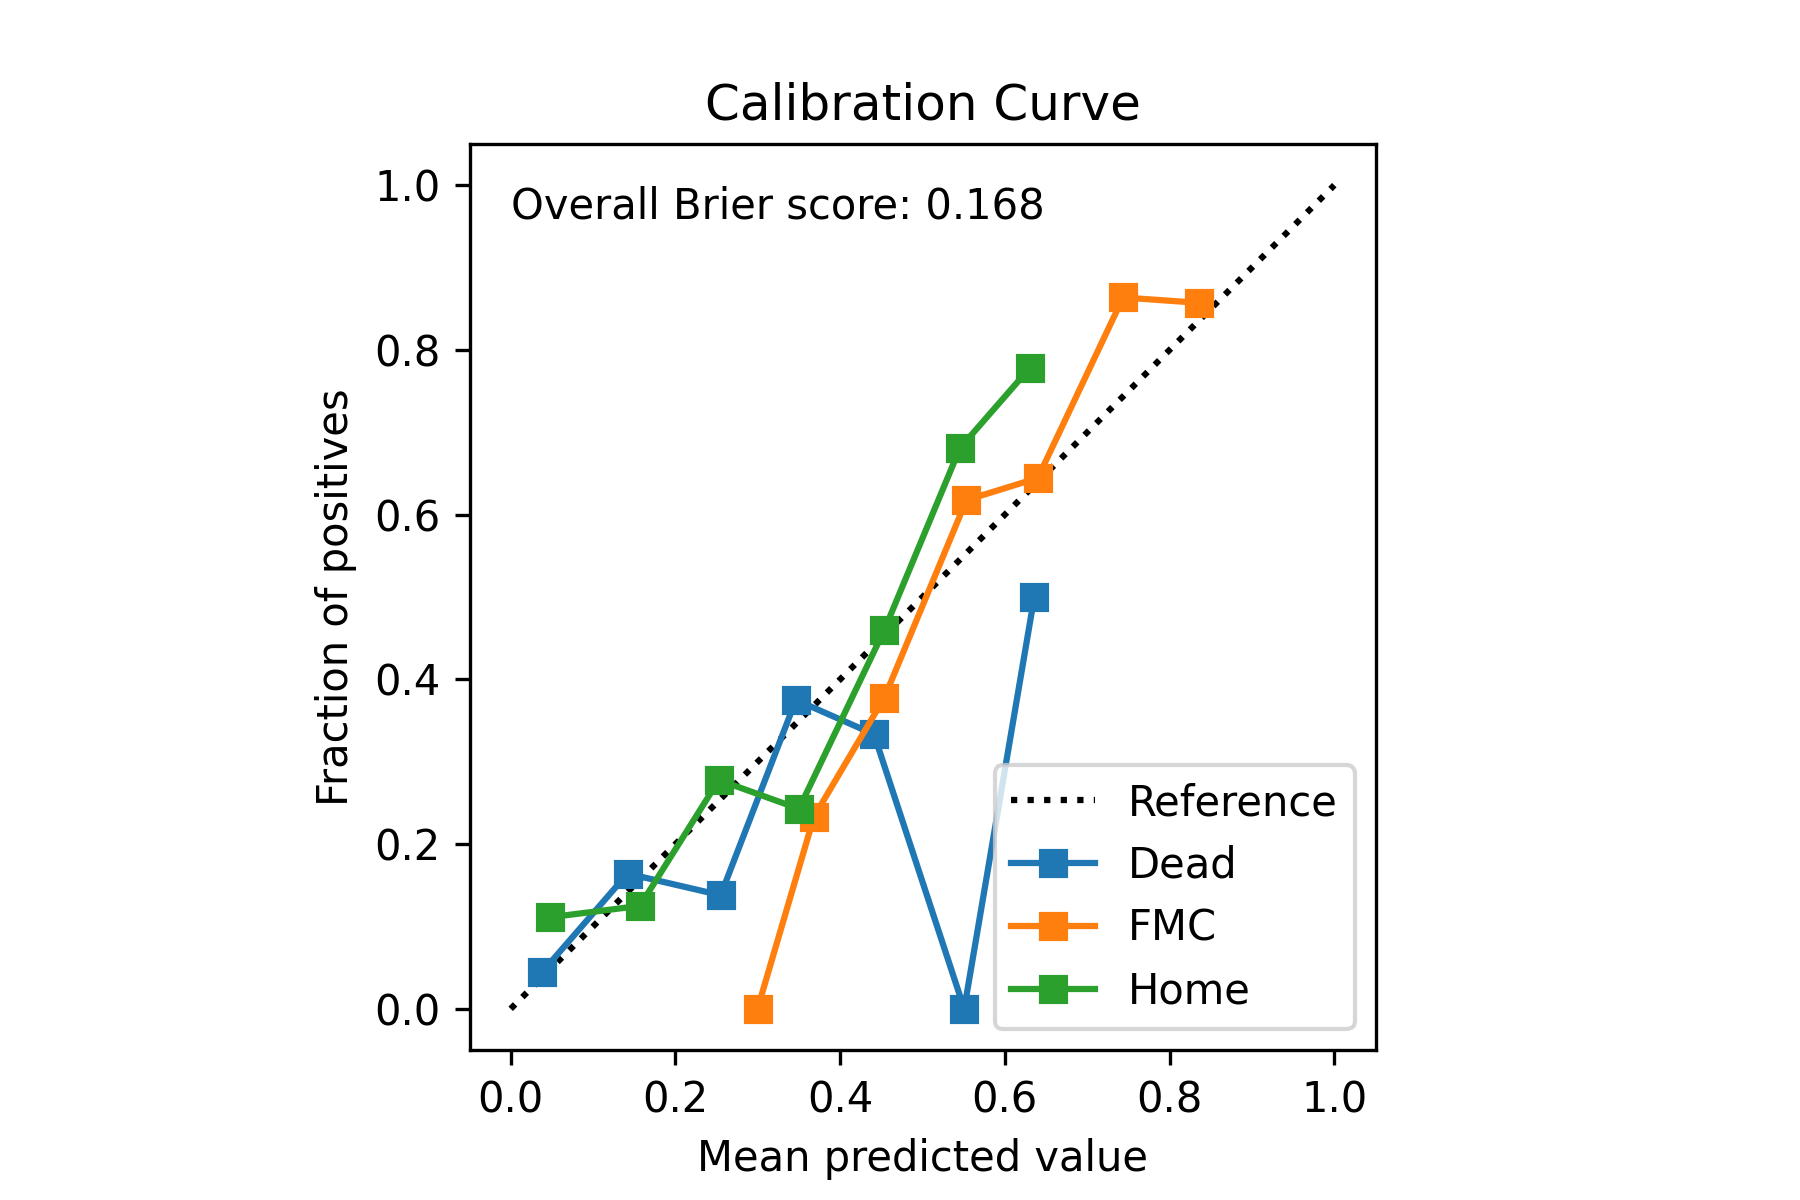 Calibration Curve
Overall Brier score: 0.168
1.0
0.8
0.6
0.4
0.2
0.0
Fraction of positives
Reference
Dead
FMC
Home
0.0 0.2 0.4 0.6 0.8 1.0
Mean predicted value